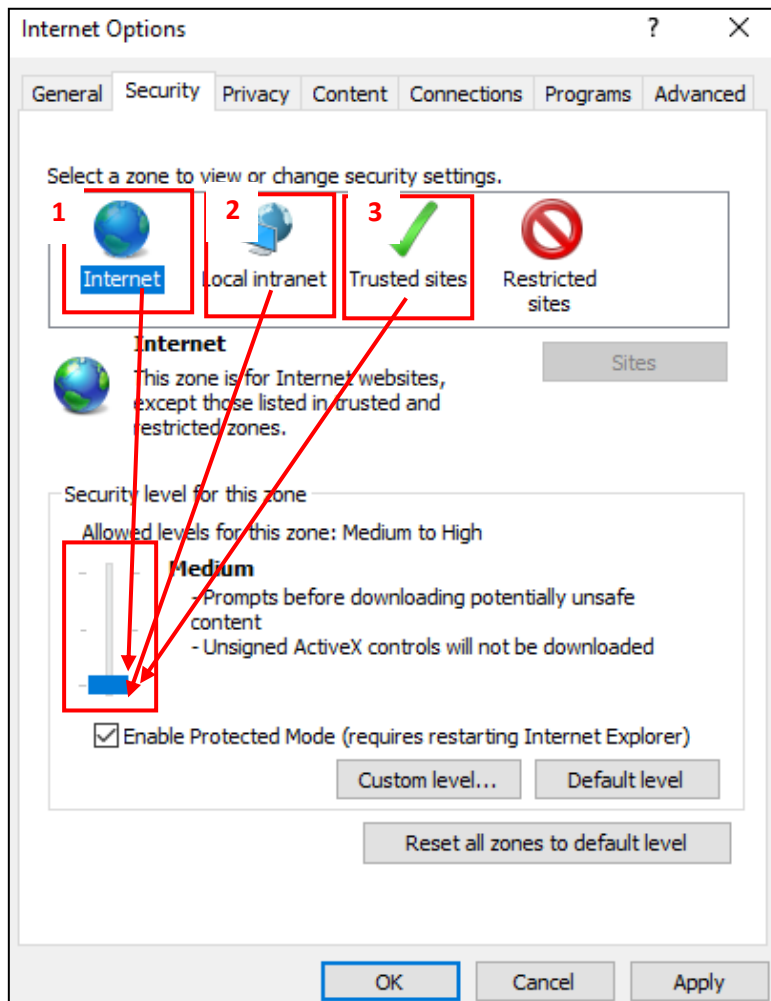 Internet Options ?
General Security Privacy Content Connections Programs Advanced
Select a zone to view or change security settings.
1 2 3
Internet Local intranet Trusted sites Restricted
sites
Internet
Sites
This zone is for Internet websites,
except those listed in trusted and
restricted zones.
Security level for this zone
Allowed levels for this zone: Medium to High
Medium
- Prompts before downloading potentially unsafe
content
- Unsigned ActiveX controls will not be downloaded
Enable Protected Mode (requires restarting Internet Explorer)
Custom level... Default level
Reset all zones to default level
OK Cancel Apply